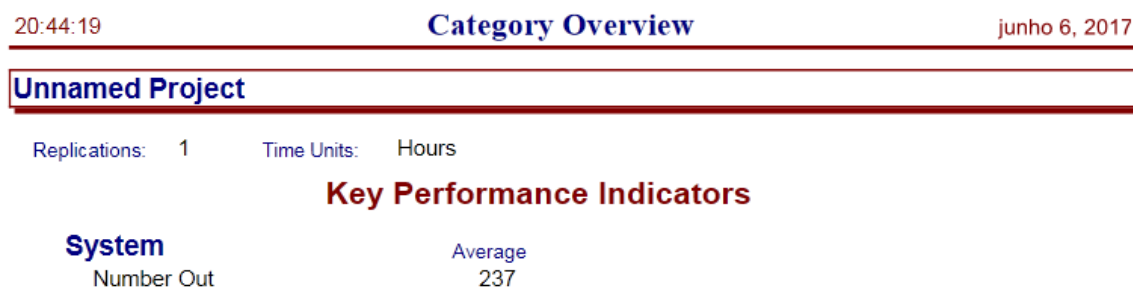 20:44:19 Category Overview junho 6, 2017
Unnamed Project
Replications: 1 Time Units: Hours
Key Performance Indicators
System Average
Number Out 237